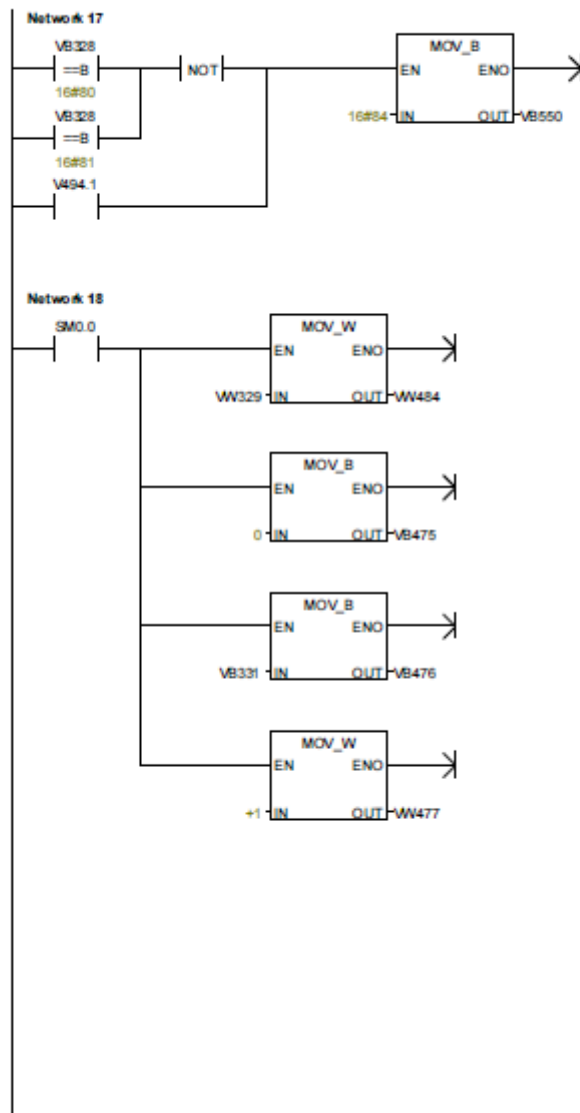 Network 17
VB328
==B
16#80
NOT
MOV_B
EN ENO
16#84 IN OUT VB550
VB328
==B
16#81
V494.1
Network 18
SM0.0
MOV_W
EN ENO
VW329 IN OUT VW484
MOV_B
EN ENO
0 IN OUT VB475
MOV_B
EN ENO
VB331 IN OUT VB476
MOV_W
EN ENO
+1 IN OUT VW477